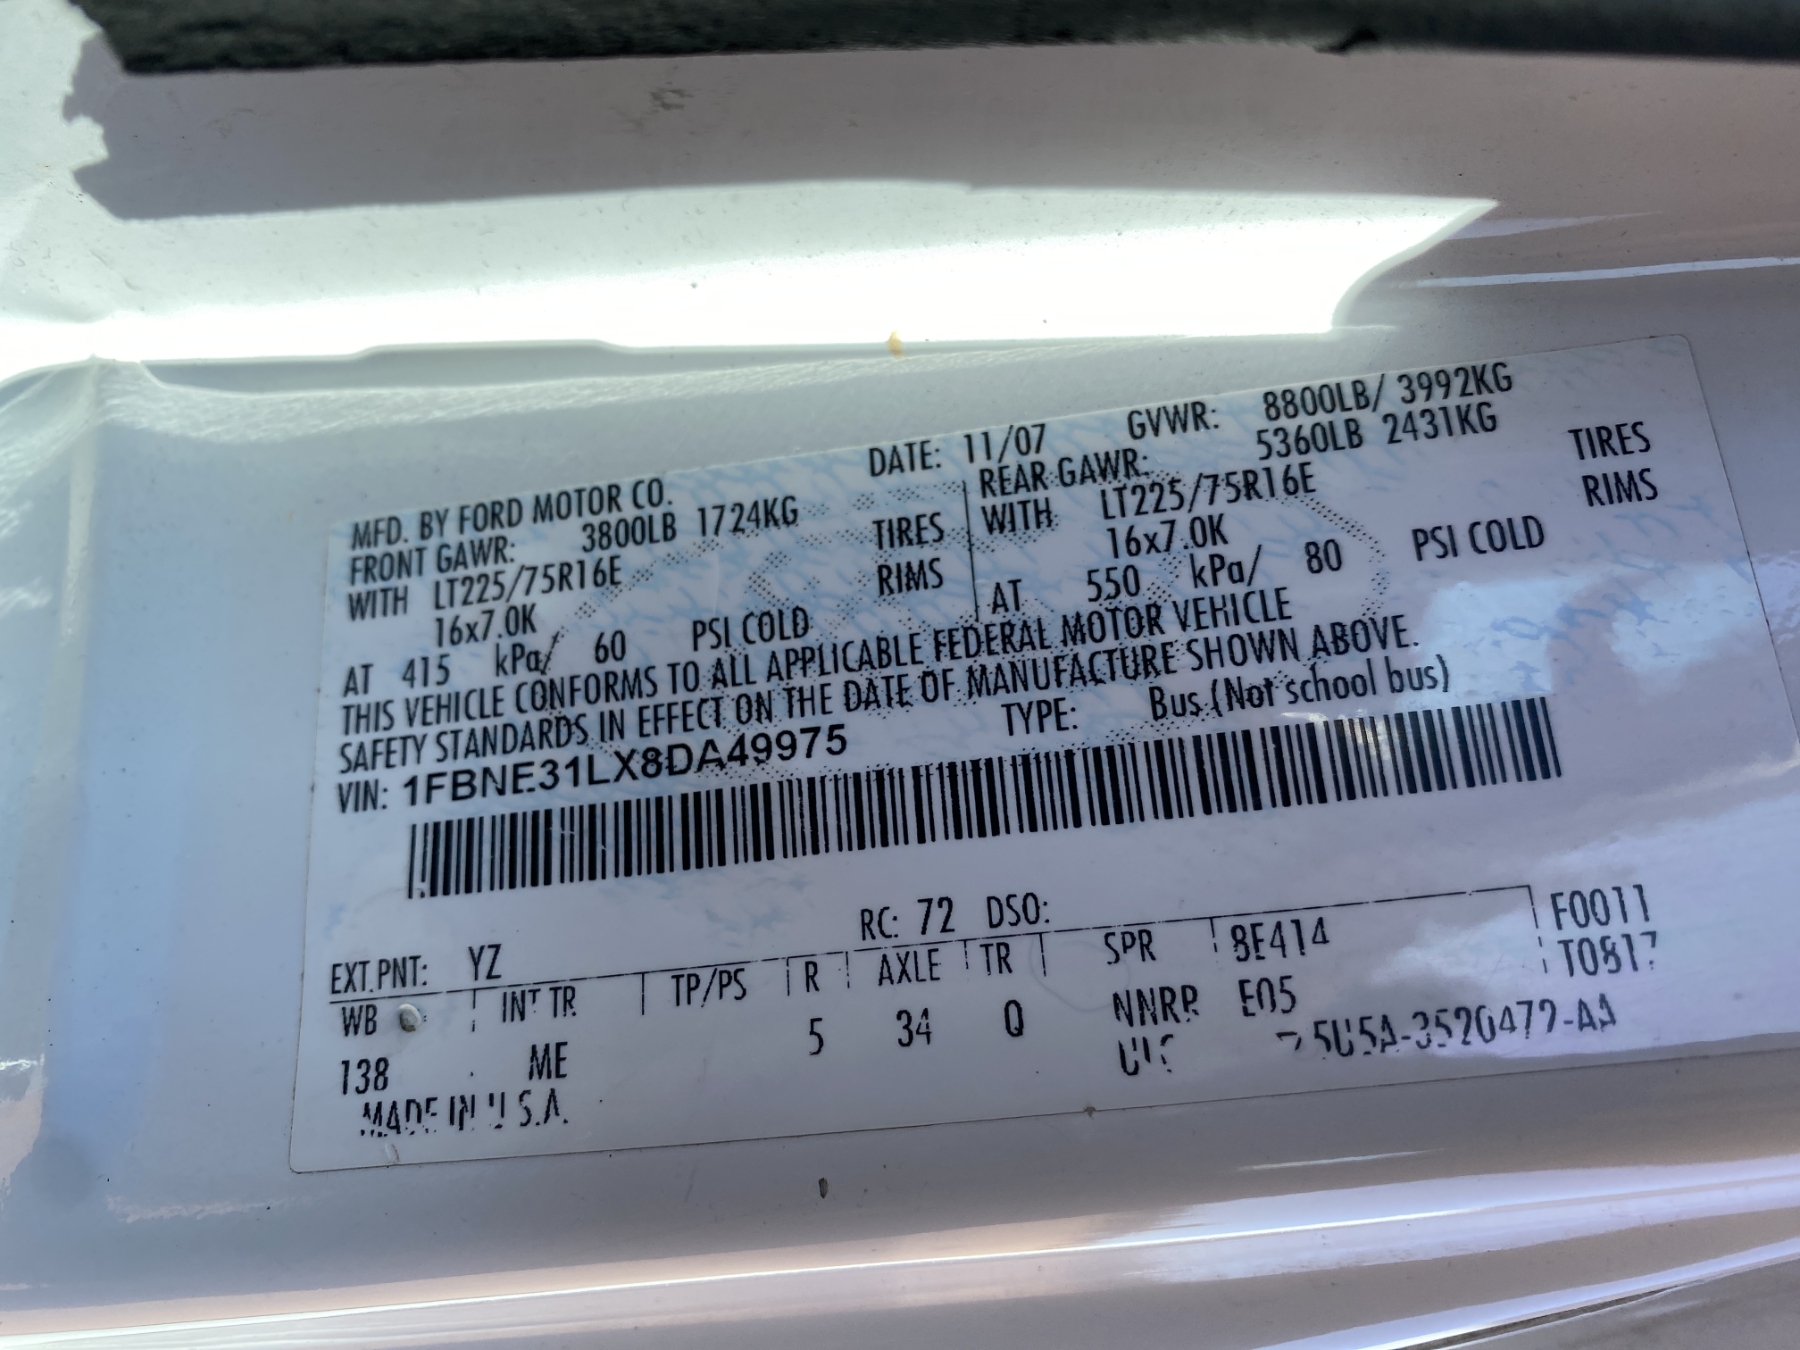 MFD. BY FORD MOTOR CO. DATE: 11/07 GVWR: 8800LB/ 3992KG
FRONT GAWR: 3800LB 1724KG REAR GAWR: 5360LB 2431KG
WITH LT225/75R16E TIRES WITH LT225/75R16E TIRES
16x7.0K RIMS 16x7.0K RIMS
AT 415 kPa/ 60 PSI COLD AT 550 kPa/ 80 PSI COLD
THIS VEHICLE CONFORMS TO ALL APPLICABLE FEDERAL MOTOR VEHICLE
SAFETY STANDARDS IN EFFECT ON THE DATE OF MANUFACTURE SHOWN ABOVE.
VIN: 1FBNE31LX8DA49975 TYPE: Bus (Not school bus)
EXT PNT: YZ RC: 72 DSO: F0011
WB INT TR TP/PS R AXLE TR SPR 8E414 T0817
138 ME 5 34 Q NNRR E05
MADE IN U.S.A. 5U5A-3520472-AA